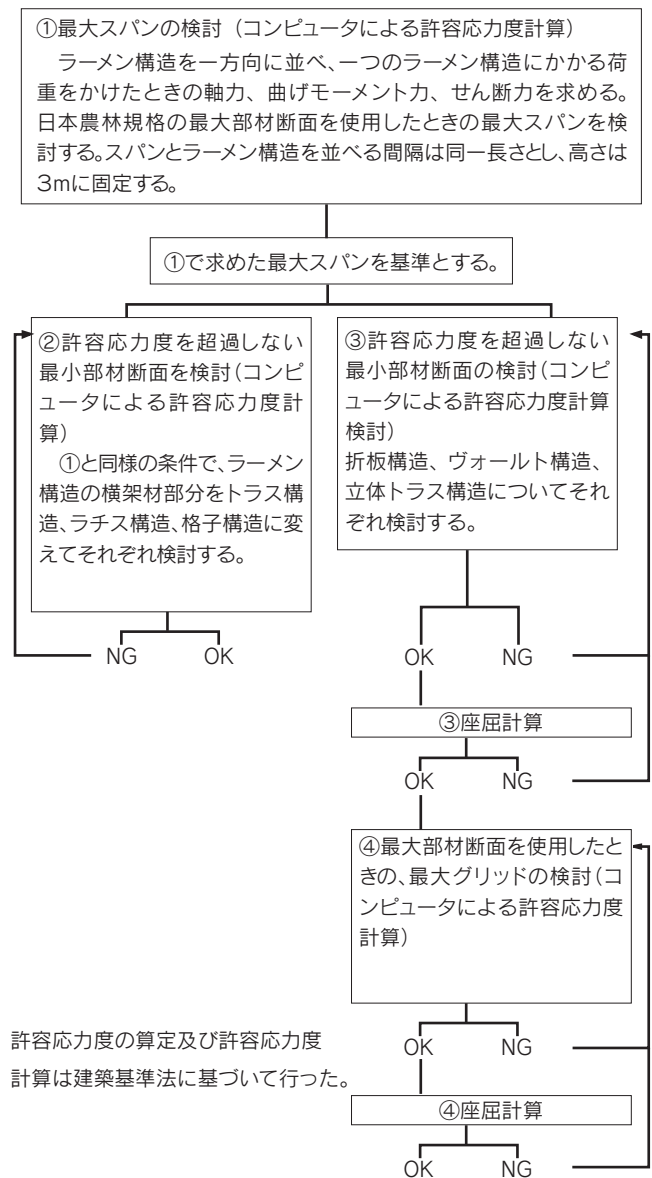 ①最大スパンの検討（コンピュータによる許容応力度計算）
　ラーメン構造を一方向に並べ、一つのラーメン構造にかかる荷
重をかけたときの軸力、曲げモーメント力、せん断力を求める。
日本農林規格の最大部材断面を使用したときの最大スパンを検
討する。スパンとラーメン構造を並べる間隔は同一長さとし、高さは
3mに固定する。
①で求めた最大スパンを基準とする。
②許容応力度を超過しない
最小部材断面を検討（コンピ
ュータによる許容応力度計
算）
　①と同様の条件で、ラーメン
構造の横架材部分をトラス構
造、ラチス構造、格子構造に変
えてそれぞれ検討する。
NG
OK
③許容応力度を超過しない
最小部材断面の検討（コンピ
ュータによる許容応力度計算
検討）
折板構造、ヴォールト構造、
立体トラス構造についてそれ
ぞれ検討する。
OK
NG
③座屈計算
OK
NG
④最大部材断面を使用したと
きの、最大グリッドの検討（コ
ンピュータによる許容応力度
計算）
OK
NG
④座屈計算
OK
NG
許容応力度の算定及び許容応力度
計算は建築基準法に基づいて行った。